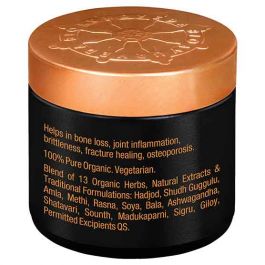 Helps in bone loss, joint inflammation,
brittleness, fracture healing, osteoporosis.
100% Pure Organic. Vegetarian.
Blend of 13 Organic Herbs, Natural Extracts &
Traditional Formulations: Hadjod, Shudh Guggulu,
Amla, Methi, Rasna, Soya, Bala, Ashwagandha,
Shatavari, Sounth, Madukaparni, Sigru, Giloy,
Permitted Excipients QS.